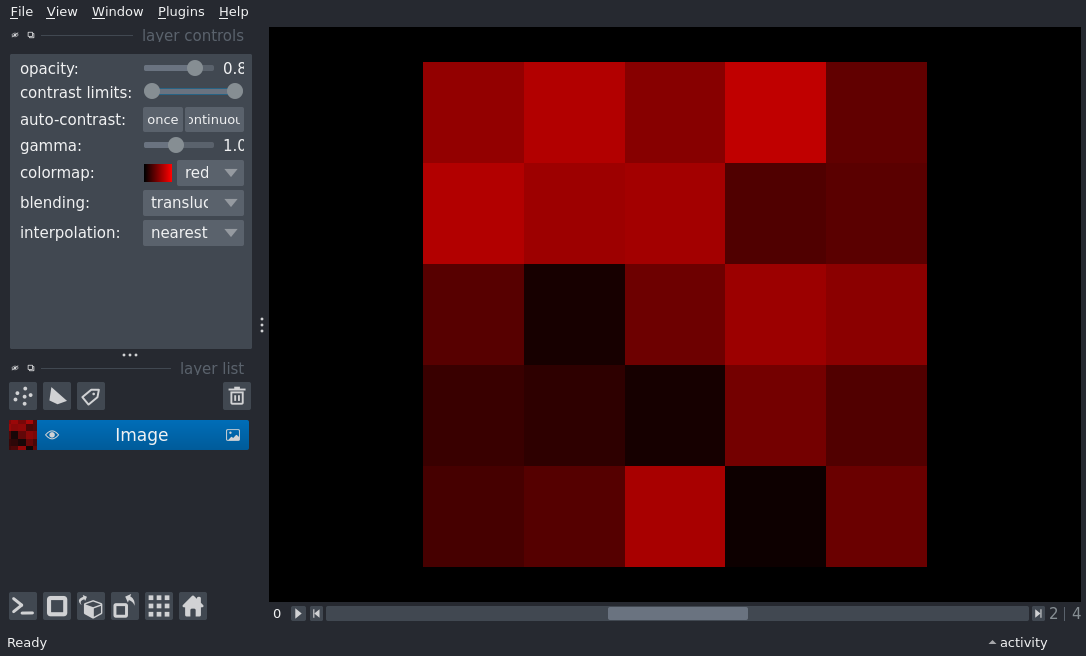 File View Window Plugins Help
layer controls
opacity: 0.8
contrast limits:
auto-contrast: once ontinuou
gamma: 1.0
colormap: red
blending: transluc
interpolation: nearest
layer list
Image
0 2 | 4
Ready activity